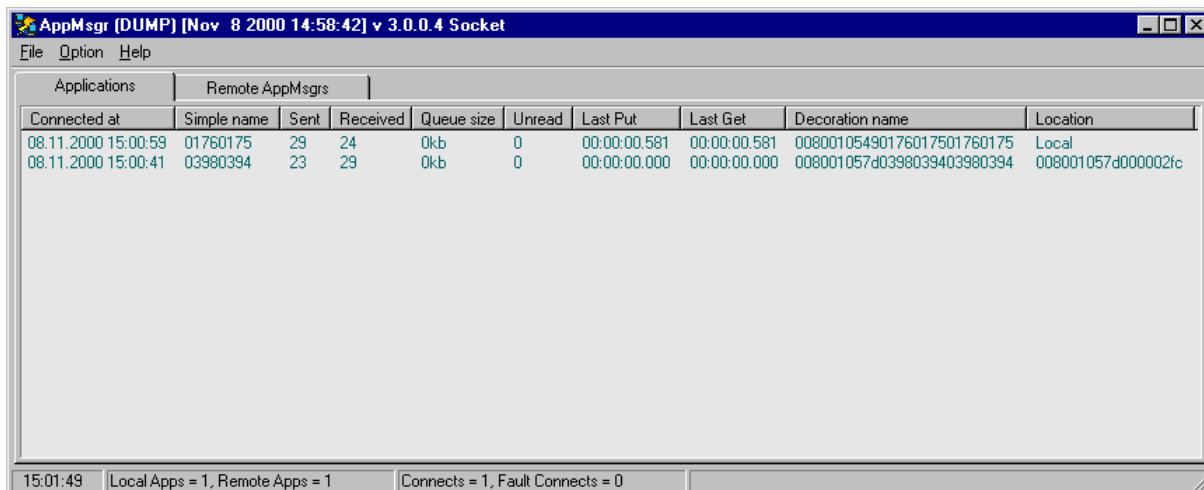 AppMsgr (DUMP) [Nov 8 2000 14:58:42] v 3.0.0.4 Socket
File Option Help
Applications Remote AppMsgrs
Connected at Simple name Sent Received Queue size Unread Last Put Last Get Decoration name Location
08.11.2000 15:00:59 01760175 29 24 0kb 0 00:00:00.581 00:00:00.581 00800105490176017501760175 Local
08.11.2000 15:00:41 03980394 23 29 0kb 0 00:00:00.000 00:00:00.000 008001057d0398039403980394 008001057d000002fc
15:01:49 Local Apps = 1, Remote Apps = 1 Connects = 1, Fault Connects = 0